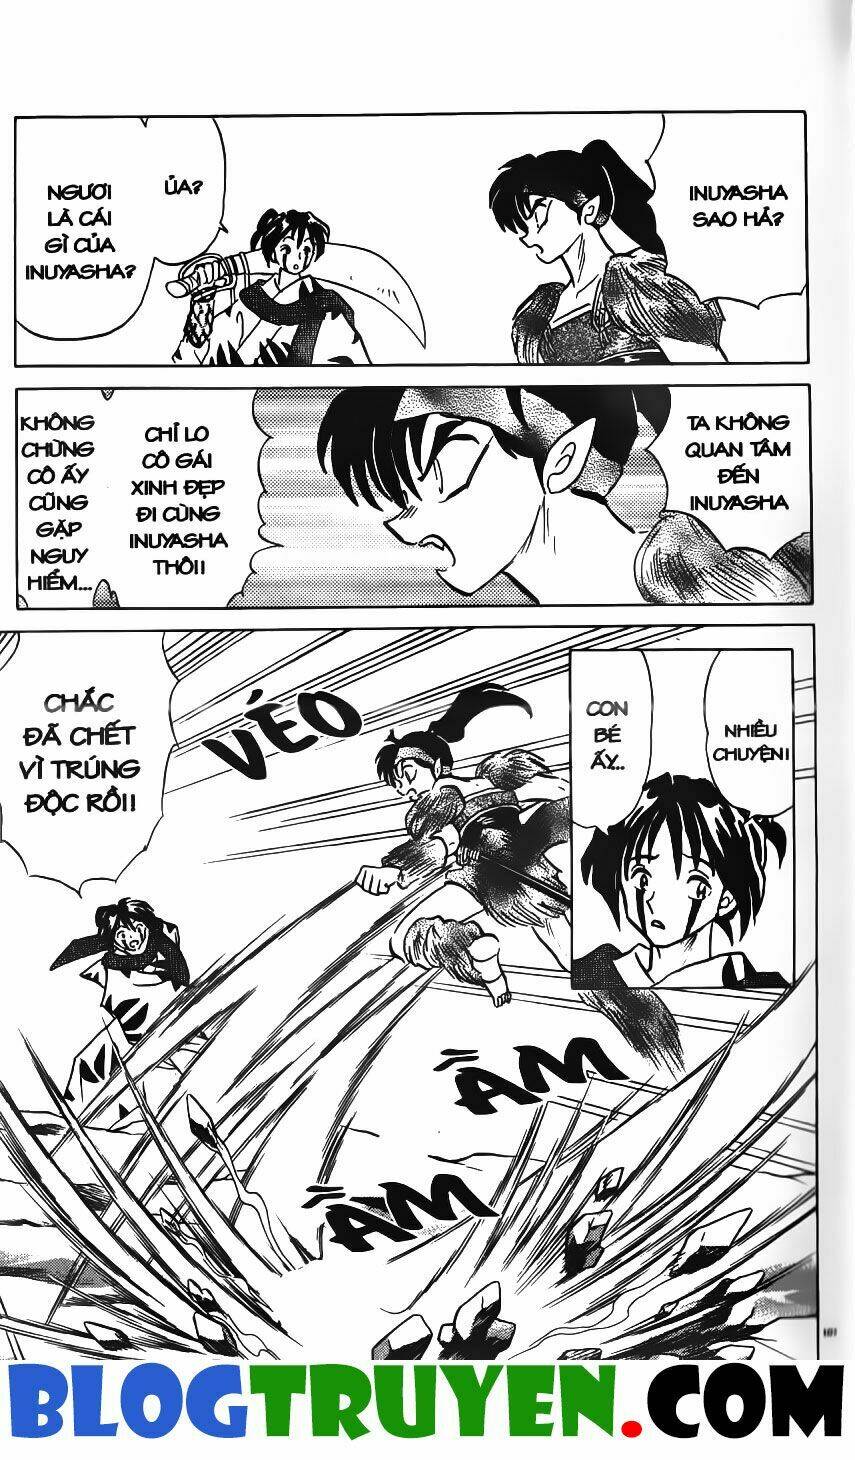 INUYASHA
SAO HẢ?
ỦA?
NGƯƠI
LÀ CÁI
GÌ CỦA
INUYASHA?
TA KHÔNG
QUAN TÂM
ĐẾN
INUYASHA
CHỈ LO
CÔ GÁI
XINH ĐẸP
ĐI CÙNG
INUYASHA
THÔI!
KHÔNG
CHỪNG
CÔ ẤY
CŨNG
GẶP
NGUY
HIỂM...
NHIỀU
CHUYỆN!
CON
BÉ
ẤY...
VÉO
CHẮC
ĐÃ CHẾT
VÌ TRÚNG
ĐỘC RỒI!
ẦM
ẦM
101
BLOGTRUYEN.COM